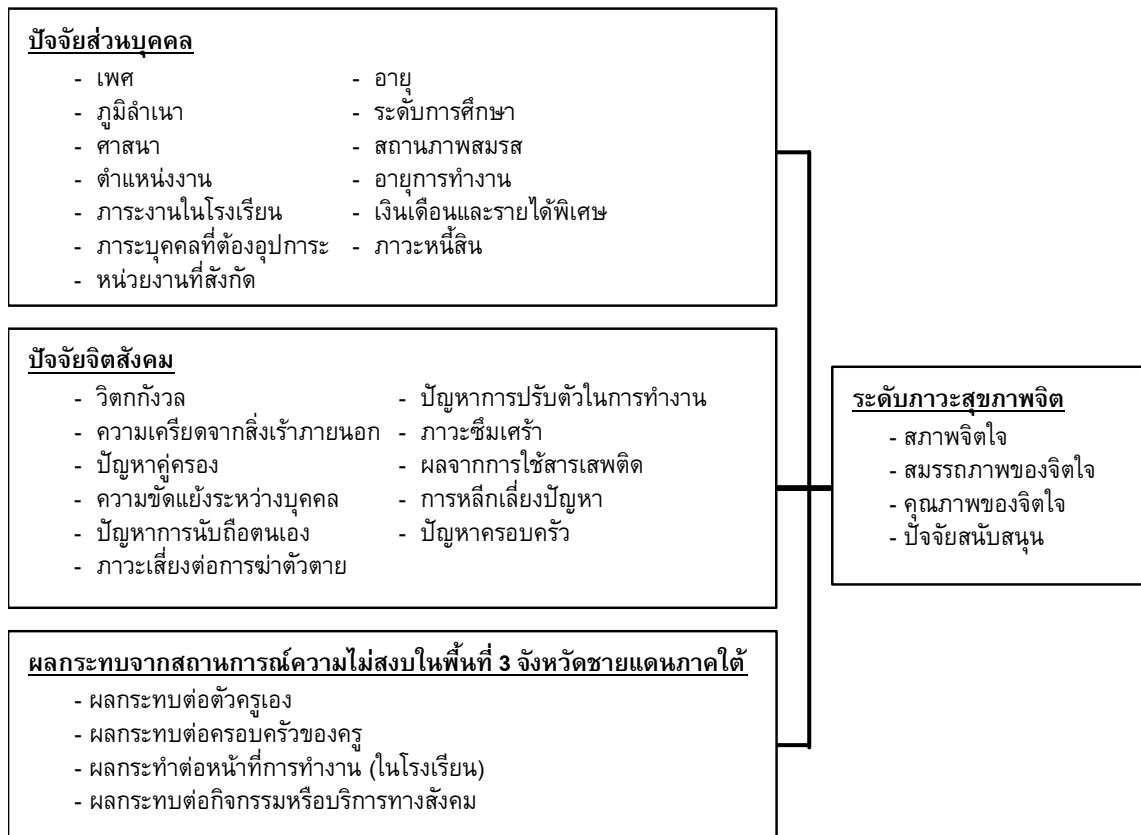 ปัจจัยส่วนบุคคล
- เพศ - อายุ
- ภูมิลำเนา - ระดับการศึกษา
- ศาสนา - สถานภาพสมรส
- ตำแหน่งงาน - อายุการทำงาน
- ภาระงานในโรงเรียน - เงินเดือนและรายได้พิเศษ
- ภาระบุคคลที่ต้องอุปการะ - ภาวะหนี้สิน
- หน่วยงานที่สังกัด
ปัจจัยจิตสังคม
- วิตกกังวล - ปัญหาการปรับตัวในการทำงาน
- ความเครียดจากสิ่งเร้าภายนอก - ภาวะซึมเศร้า
- ปัญหาคู่ครอง - ผลจากการใช้สารเสพติด
- ความขัดแย้งระหว่างบุคคล - การหลีกเลี่ยงปัญหา
- ปัญหาการนับถือตนเอง - ปัญหาครอบครัว
- ภาวะเสี่ยงต่อการฆ่าตัวตาย
ผลกระทบจากสถานการณ์ความไม่สงบในพื้นที่ 3 จังหวัดชายแดนภาคใต้
- ผลกระทบต่อตัวครูเอง
- ผลกระทบต่อครอบครัวของครู
- ผลกระทำต่อหน้าที่การทำงาน (ในโรงเรียน)
- ผลกระทบต่อกิจกรรมหรือบริการทางสังคม
ระดับภาวะสุขภาพจิต
- สภาพจิตใจ
- สมรรถภาพของจิตใจ
- คุณภาพของจิตใจ
- ปัจจัยสนับสนุน